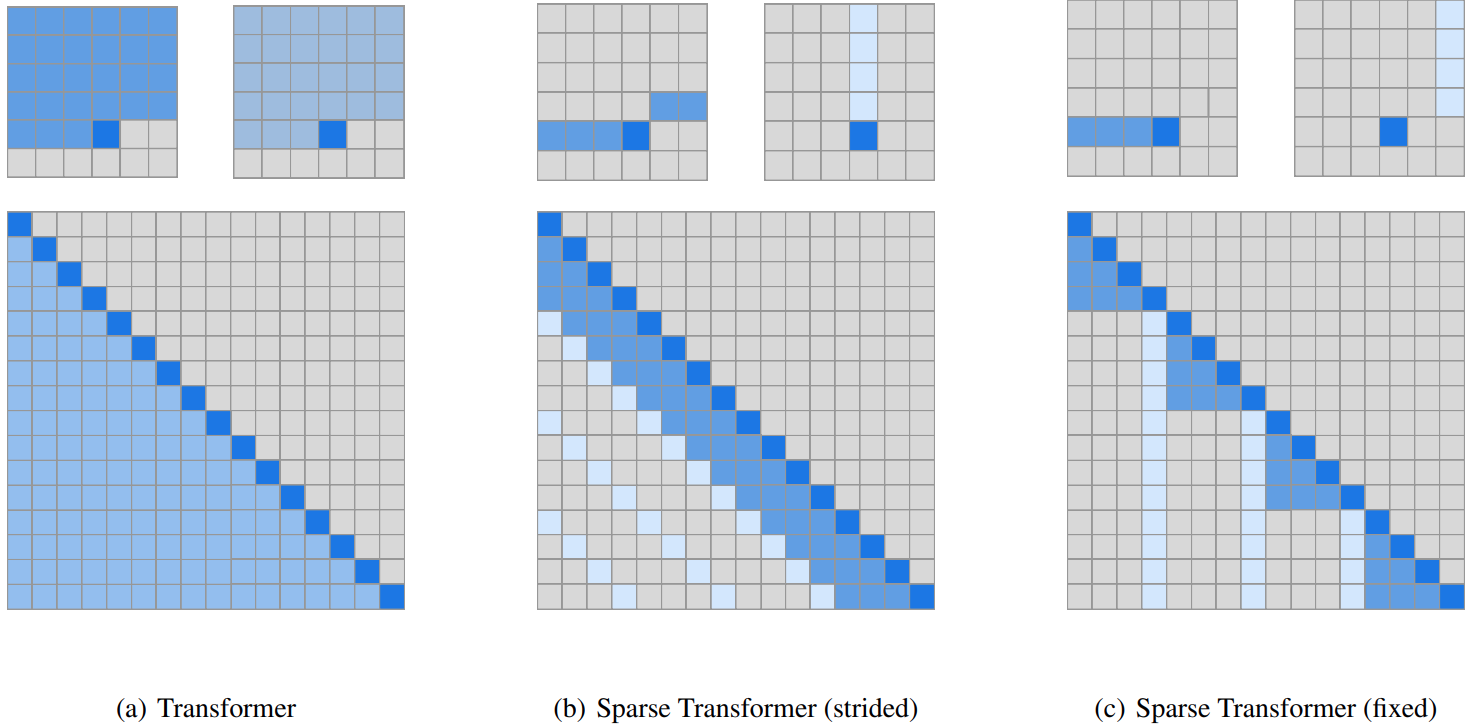 (a) Transformer
(b) Sparse Transformer (strided)
(c) Sparse Transformer (fixed)